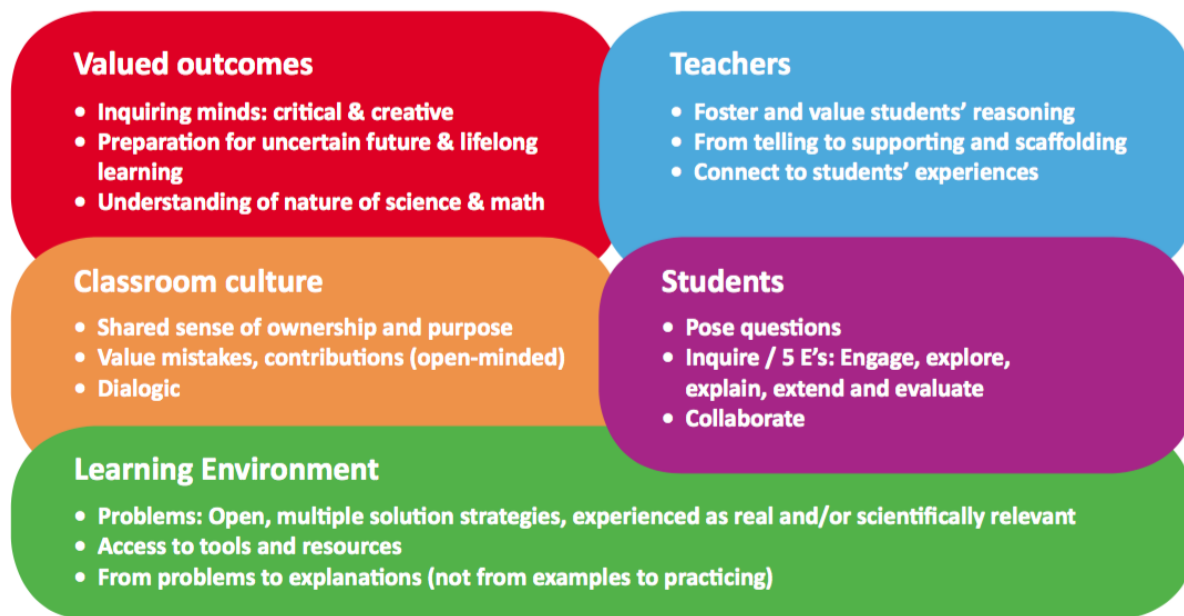 Valued outcomes
• Inquiring minds: critical & creative
• Preparation for uncertain future & lifelong
learning
• Understanding of nature of science & math
Teachers
• Foster and value students’ reasoning
• From telling to supporting and scaffolding
• Connect to students’ experiences
Classroom culture
• Shared sense of ownership and purpose
• Value mistakes, contributions (open-minded)
• Dialogic
Students
• Pose questions
• Inquire / 5 E’s: Engage, explore,
explain, extend and evaluate
• Collaborate
Learning Environment
• Problems: Open, multiple solution strategies, experienced as real and/or scientifically relevant
• Access to tools and resources
• From problems to explanations (not from examples to practicing)